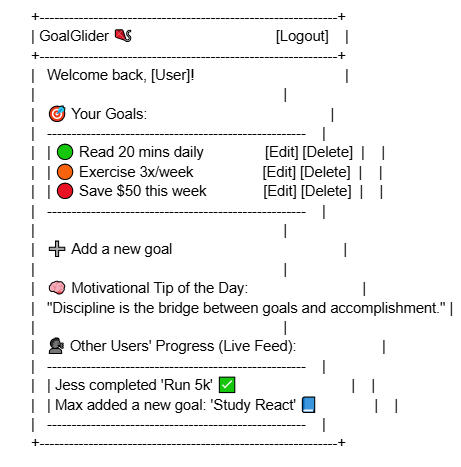 +-------------------------------------------------------------+
| GoalGlider 🪁 [Logout] |
+-------------------------------------------------------------+
| Welcome back, [User]! |
| |
| 🎯 Your Goals: |
| ----------------------------------------------------- |
| | 🟢 Read 20 mins daily [Edit] [Delete] | |
| | 🟠 Exercise 3x/week [Edit] [Delete] | |
| | 🔴 Save $50 this week [Edit] [Delete] | |
| ----------------------------------------------------- |
| |
| ➕ Add a new goal |
| |
| 🧠 Motivational Tip of the Day: |
| "Discipline is the bridge between goals and accomplishment." |
| |
| 🗣 Other Users' Progress (Live Feed): |
| ----------------------------------------------------- |
| | Jess completed 'Run 5k' ✅ | |
| | Max added a new goal: 'Study React' 📘 | |
| ----------------------------------------------------- |
+-------------------------------------------------------------+